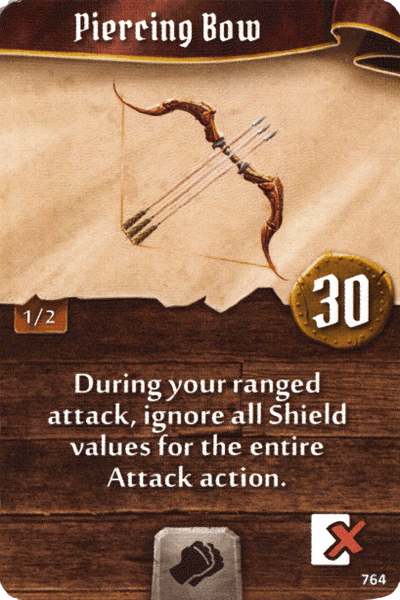 Piercing Bow
1/2
30
During your ranged
attack, ignore all Shield
values for the entire
Attack action.
764